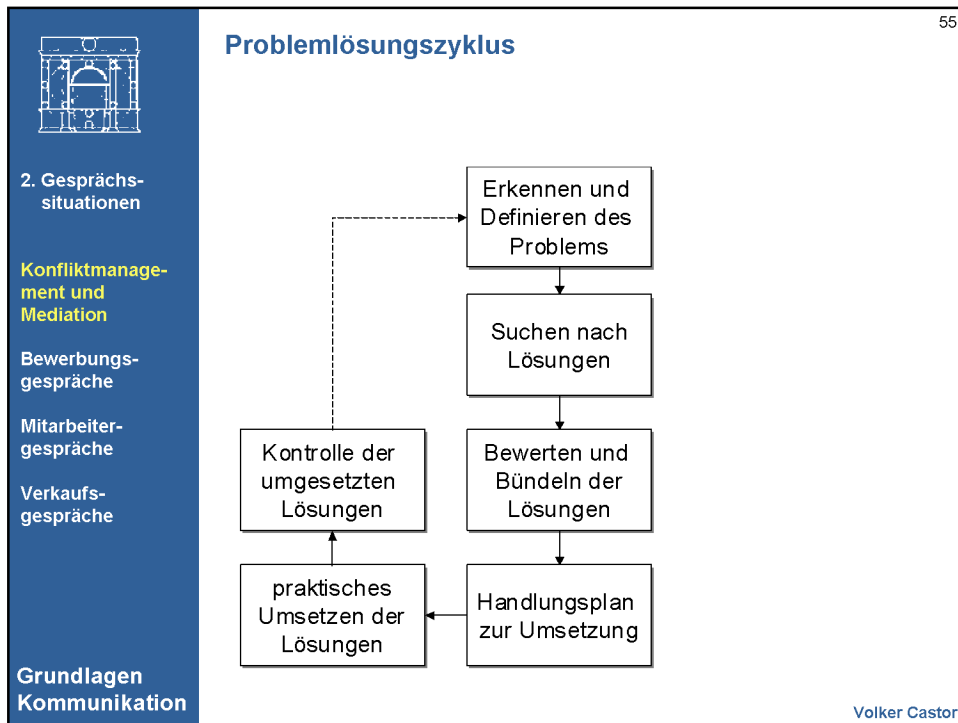 55
Problemlösungszyklus
2. Gesprächs-
situationen
Konfliktmanage-
ment und
Mediation
Bewerbungs-
gespräche
Mitarbeiter-
gespräche
Verkaufs-
gespräche
Grundlagen
Kommunikation
Erkennen und
Definieren des
Problems
Suchen nach
Lösungen
Bewerten und
Bündeln der
Lösungen
Handlungsplan
zur Umsetzung
praktisches
Umsetzen der
Lösungen
Kontrolle der
umgesetzten
Lösungen
Volker Castor